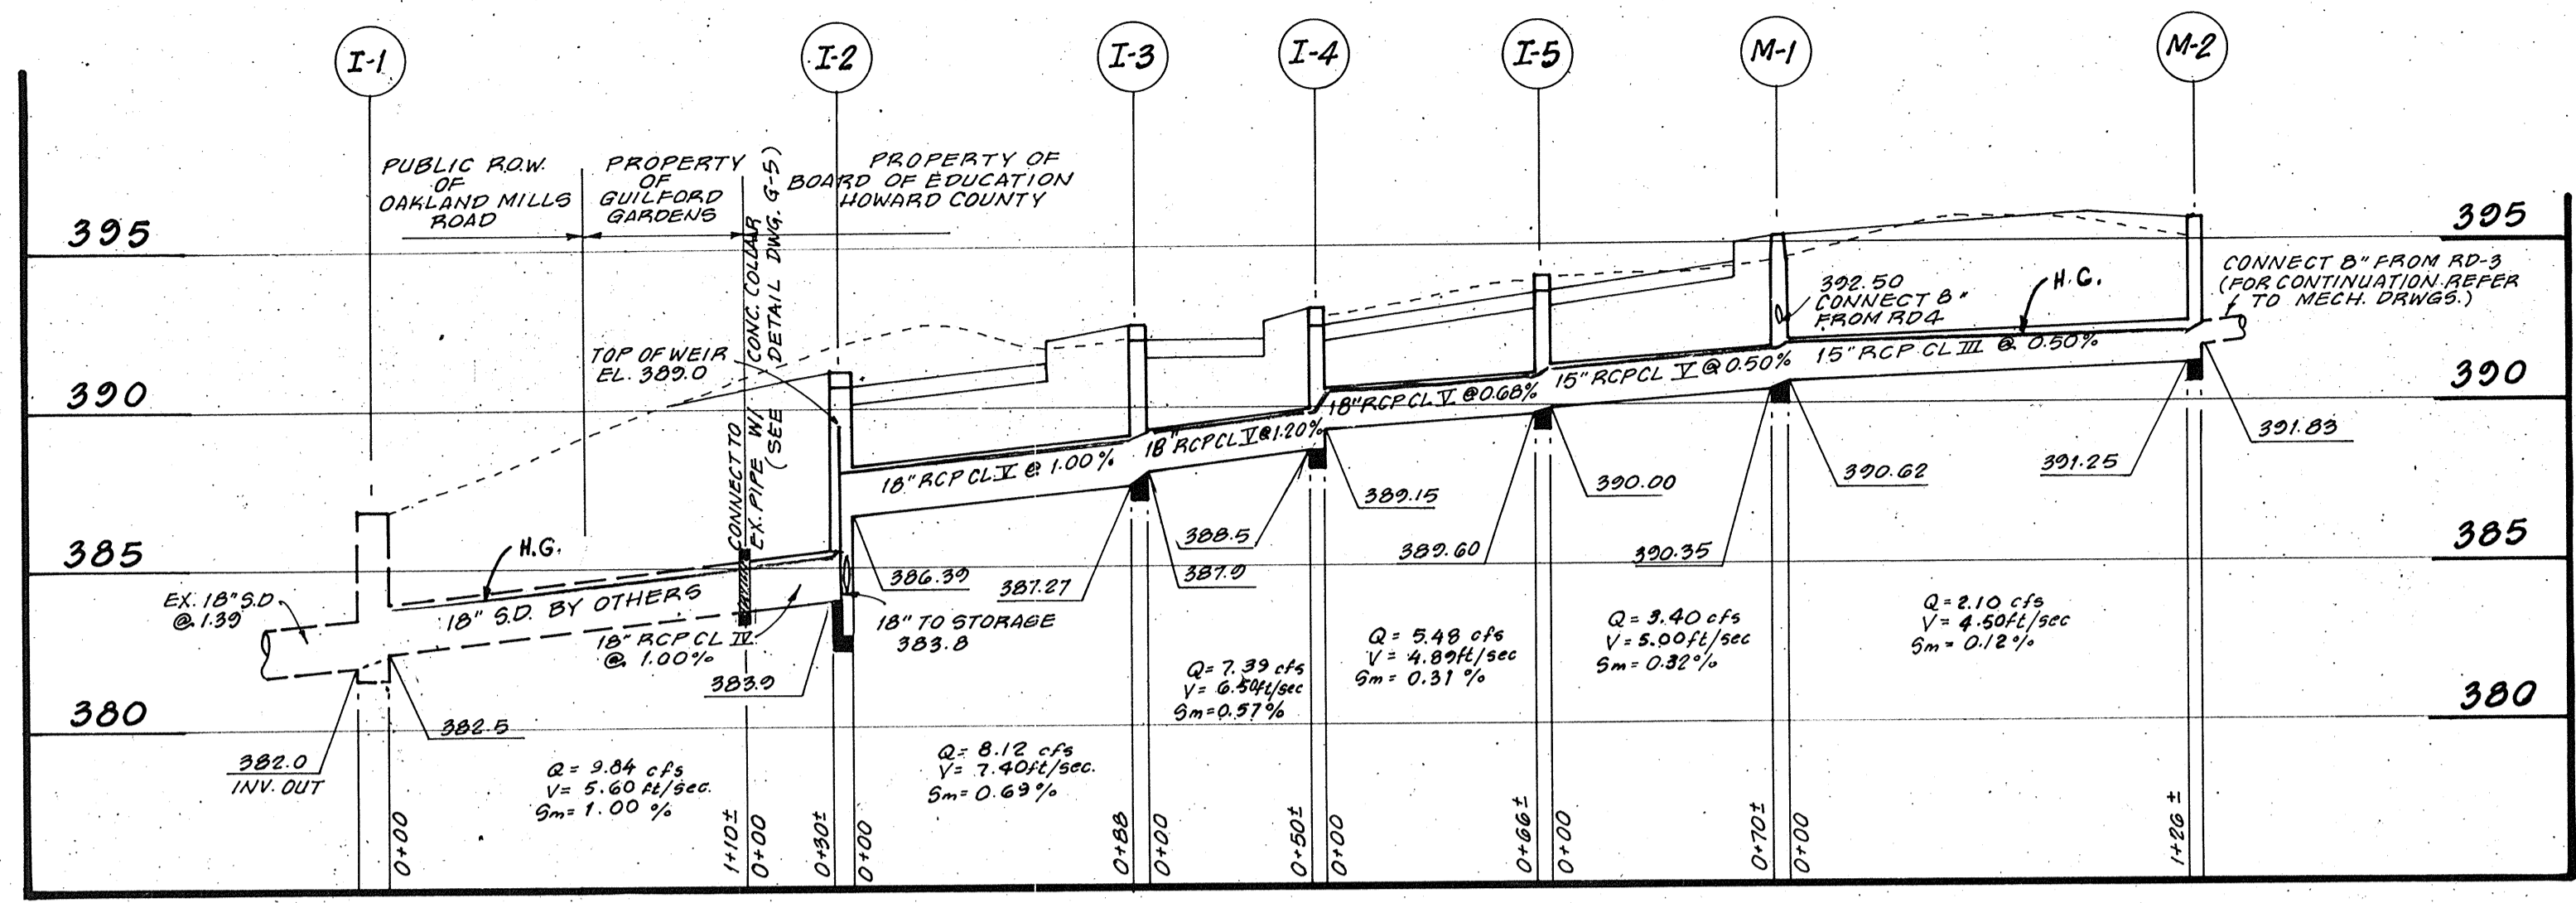 I-1
I-2
I-3
I-4
I-5
M-1
M-2
PUBLIC R.O.W.
OF
OAKLAND MILLS
ROAD
PROPERTY
OF
GUILFORD
GARDENS
CONNECT TO
EX. PIPE W/ CONC. COLLAR
(SEE DETAIL DWG. G-5)
PROPERTY OF
BOARD OF EDUCATION
HOWARD COUNTY
395
390
385
380
395
390
385
380
TOP OF WEIR
EL. 389.0
392.50
CONNECT 8"
FROM RD4
H.G.
CONNECT 8" FROM RD-3
(FOR CONTINUATION REFER
TO MECH. DRWGS.)
18" RCP CL V @ 1.00%
18" RCP CL V @ 1.20%
18" RCP CL V @ 0.68%
15" RCP CL V @ 0.50%
15" RCP CL III @ 0.50%
H.G.
EX. 18" S.D.
@ 1.39
18" S.D. BY OTHERS
18" RCP CL IV
@ 1.00%
18" TO STORAGE
383.8
383.9
386.39
387.27
387.9
388.5
389.15
389.60
390.00
390.35
390.62
391.25
391.83
382.0
INV. OUT
382.5
Q = 9.84 cfs
V = 5.60 ft/sec.
Sm = 1.00 %
Q = 8.12 cfs
V = 7.40 ft/sec.
Sm = 0.69 %
Q = 7.39 cfs
V = 6.50 ft/sec
Sm = 0.57 %
Q = 5.48 cfs
V = 4.89 ft/sec
Sm = 0.31 %
Q = 3.40 cfs
V = 5.00 ft/sec
Sm = 0.32 %
Q = 2.10 cfs
V = 4.50 ft/sec
Sm = 0.12 %
0+00
1+10±
0+00
0+30±
0+00
0+88
0+00
0+50±
0+00
0+66±
0+00
0+70±
0+00
1+26±